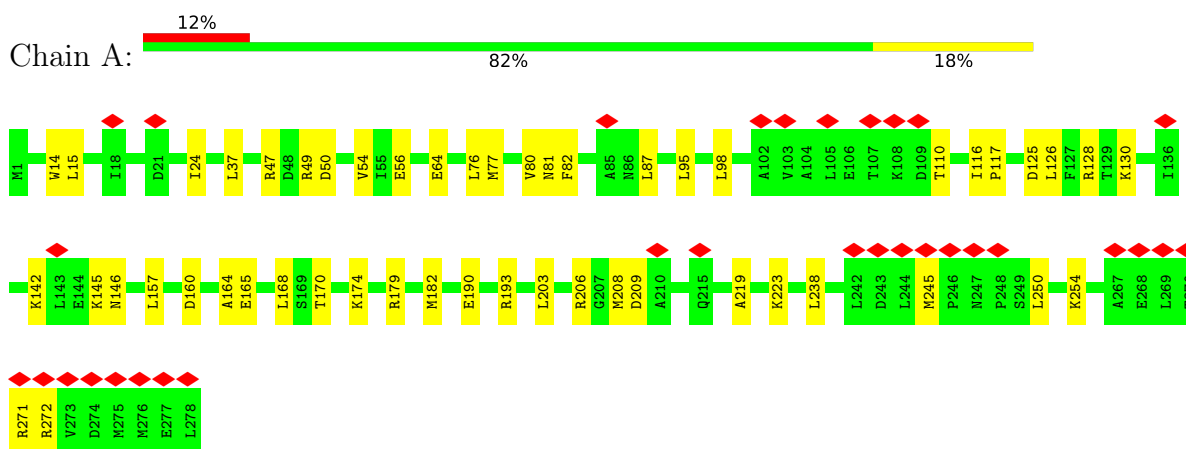 12%
Chain A:
82% 18%
M1 W14 L15 I18 D21 I24 L37 R47 D48 R49 D50 V54 I55 E56 E64 L76 M77 V80 N81 F82 A85 N86 L87 L95 L98 A102 V103 A104 L105 E106 T107 K108 D109 T110 I116 P117 D125 L126 F127 R128 T129 K130 I136
K142 L143 E144 K145 N146 L157 D160 A164 E165 L168 S169 T170 K174 R179 M182 E190 R193 L203 R206 G207 M208 D209 A210 Q215 A219 K223 L238 L242 D243 L244 M245 P246 N247 P248 S249 L250 K254 A267 E268 L269
R271 R272 V273 D274 M275 M276 E277 L278